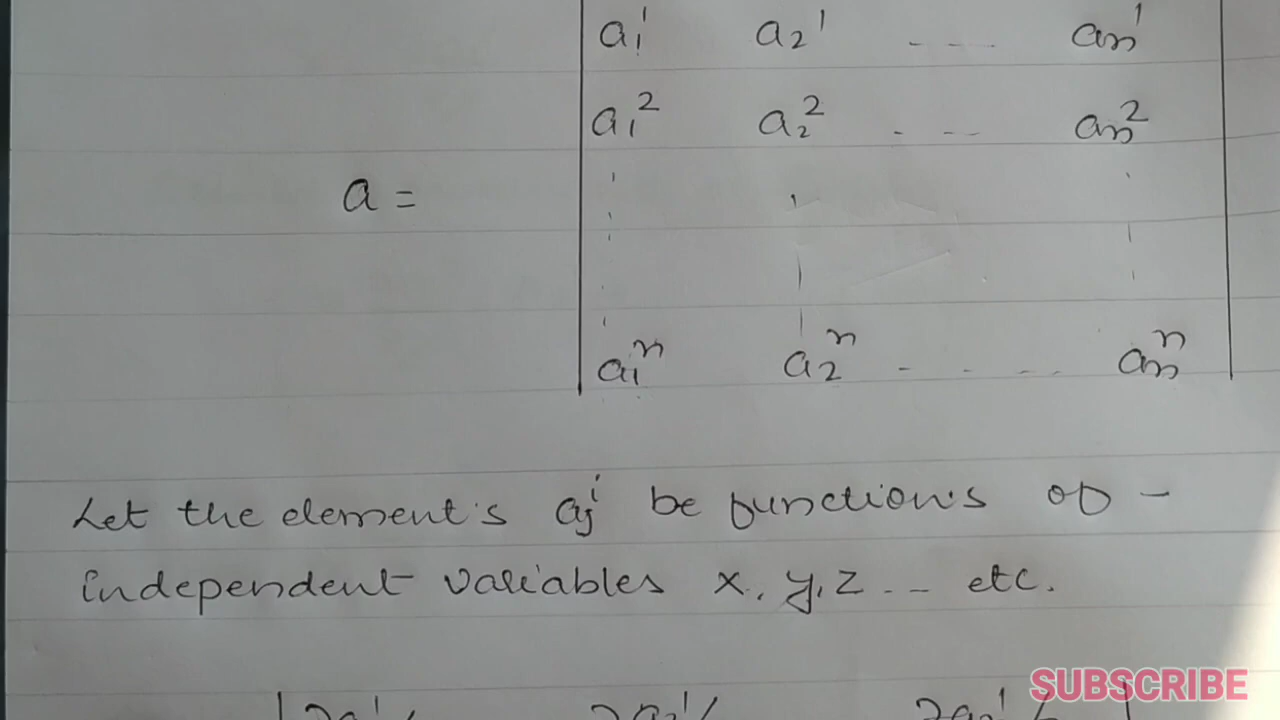 a₁¹ a₂¹ - - - aₙ¹
a₁² a₂² - - - aₙ²
a =
a₁ⁿ a₂ⁿ - - - - aₙⁿ
Let the element's aⱼⁱ be functions of -
independent variables x, y, z -- etc.
SUBSCRIBE